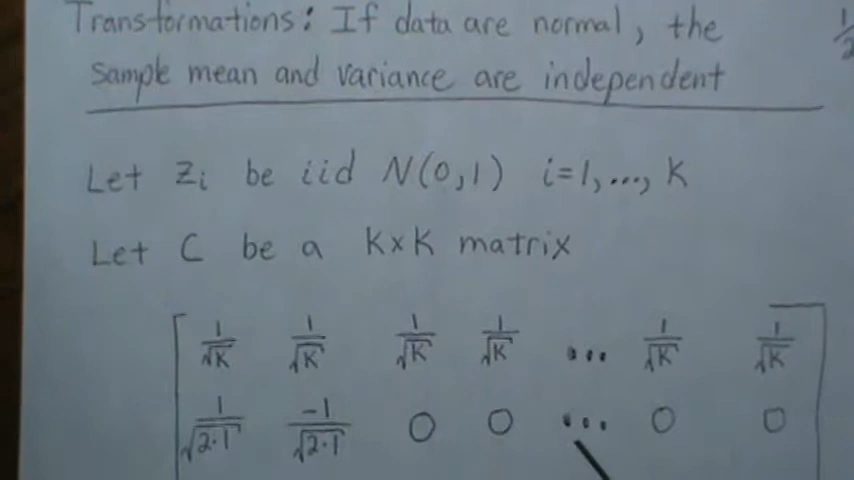 Transformations: If data are normal, the
sample mean and variance are independent
Let Zi be iid N(0,1) i=1,..., K
Let C be a K×K matrix
1/√K 1/√K 1/√K 1/√K ... 1/√K 1/√K
1/√2·1 -1/√2·1 0 0 ... 0 0
1/2